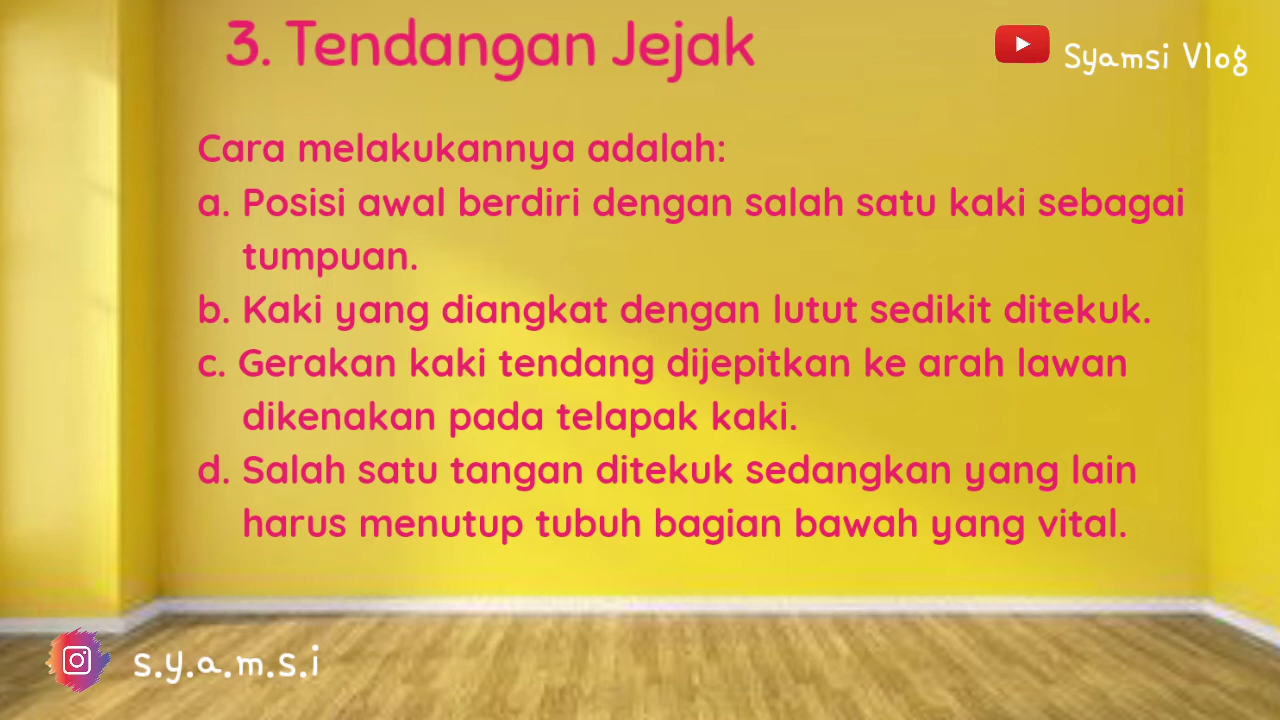 3. Tendangan Jejak
Syamsi Vlog
Cara melakukannya adalah:
a. Posisi awal berdiri dengan salah satu kaki sebagai
tumpuan.
b. Kaki yang diangkat dengan lutut sedikit ditekuk.
c. Gerakan kaki tendang dijepitkan ke arah lawan
dikenakan pada telapak kaki.
d. Salah satu tangan ditekuk sedangkan yang lain
harus menutup tubuh bagian bawah yang vital.
s.y.a.m.s.i